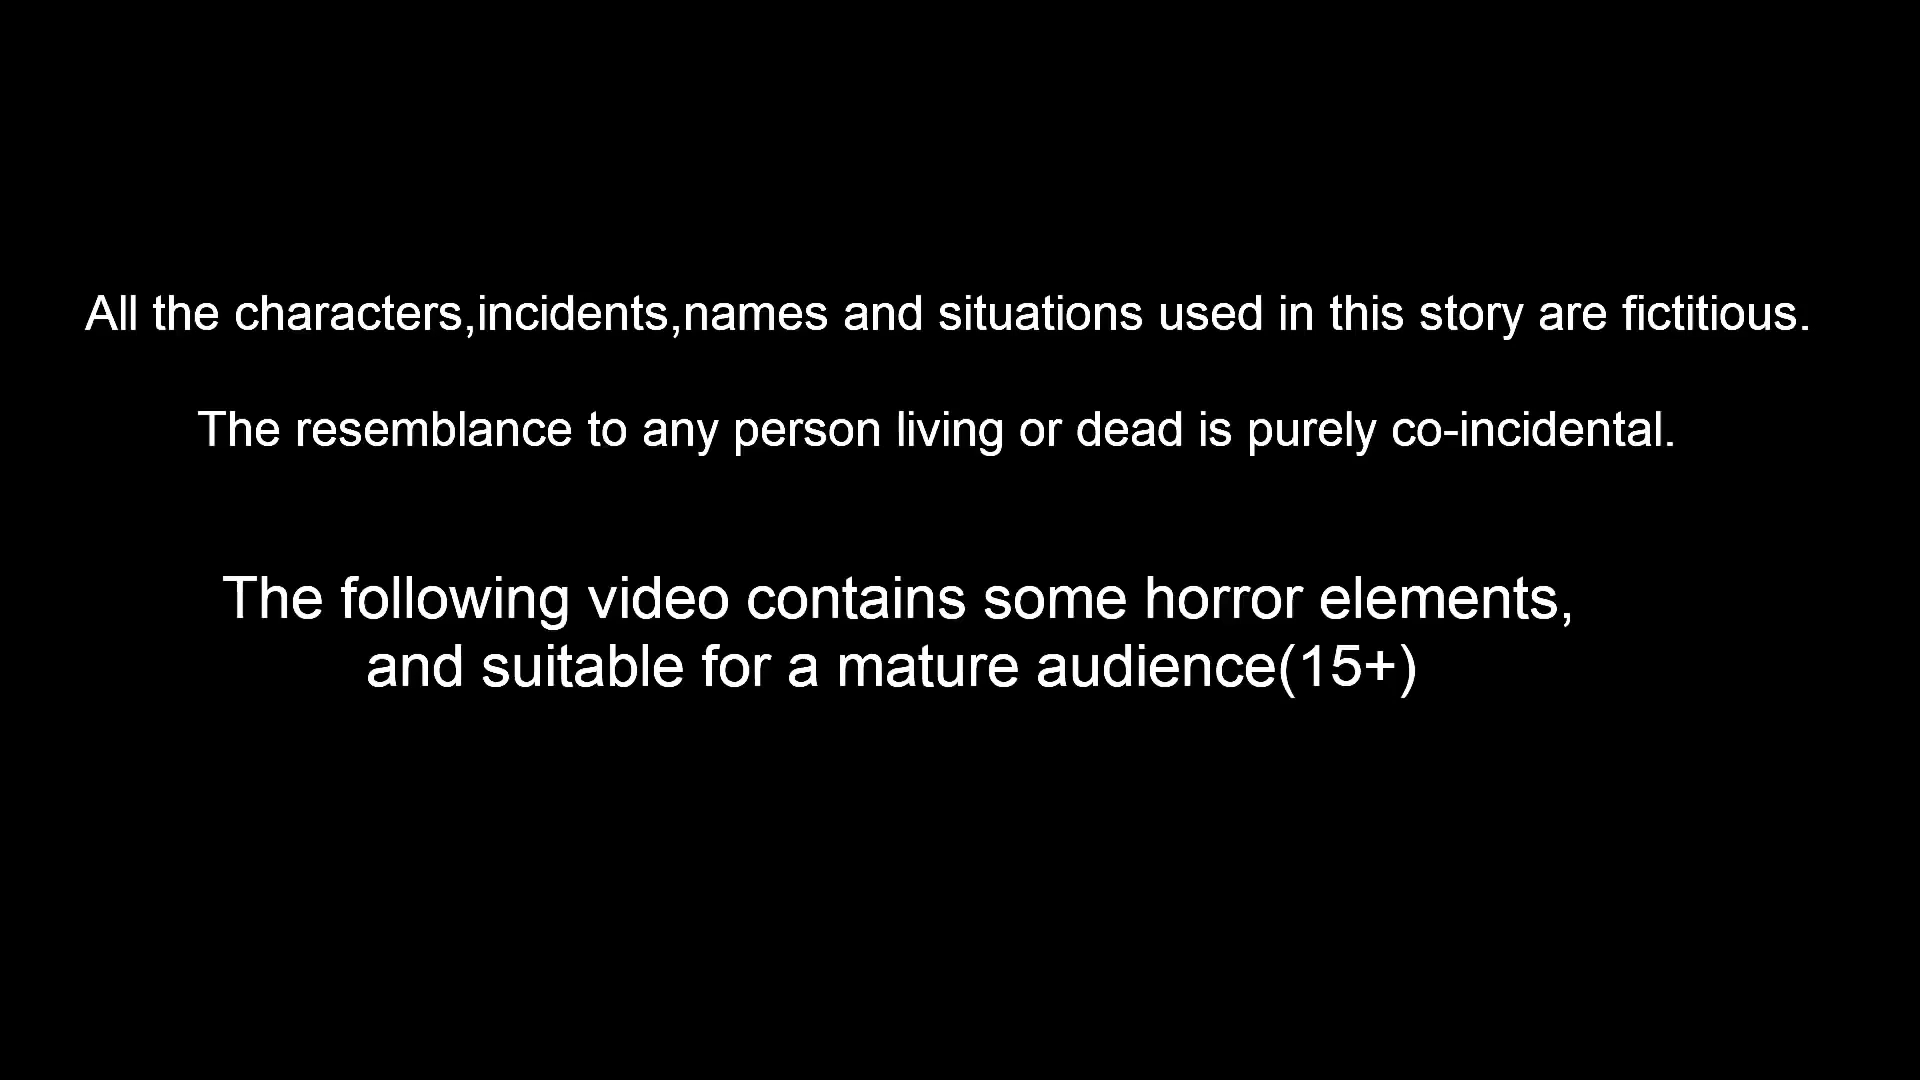 All the characters,incidents,names and situations used in this story are fictitious.
The resemblance to any person living or dead is purely co-incidental.
The following video contains some horror elements,
and suitable for a mature audience(15+)